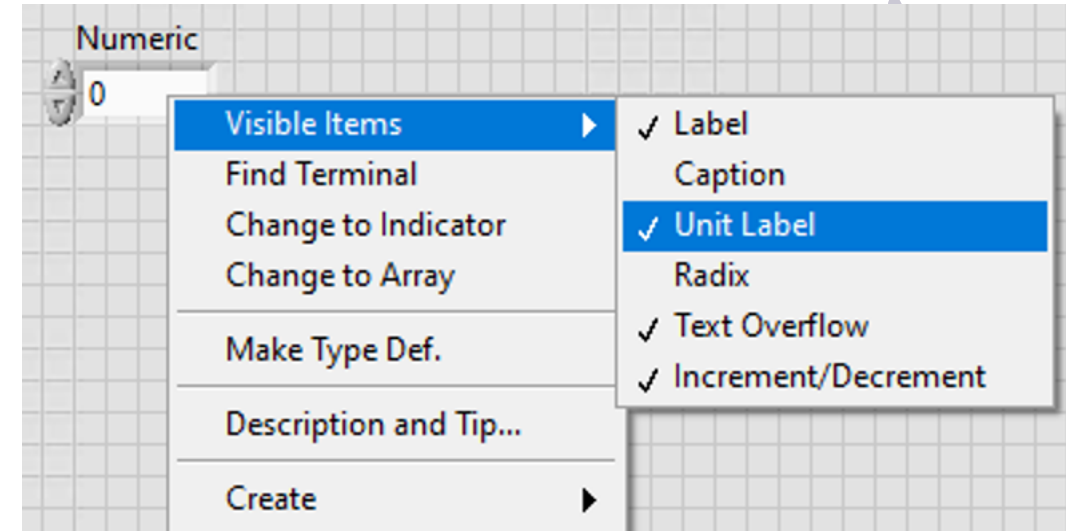 Numeric
0
Visible Items
Find Terminal
Change to Indicator
Change to Array
Make Type Def.
Description and Tip...
Create
Label
Caption
Unit Label
Radix
Text Overflow
Increment/Decrement